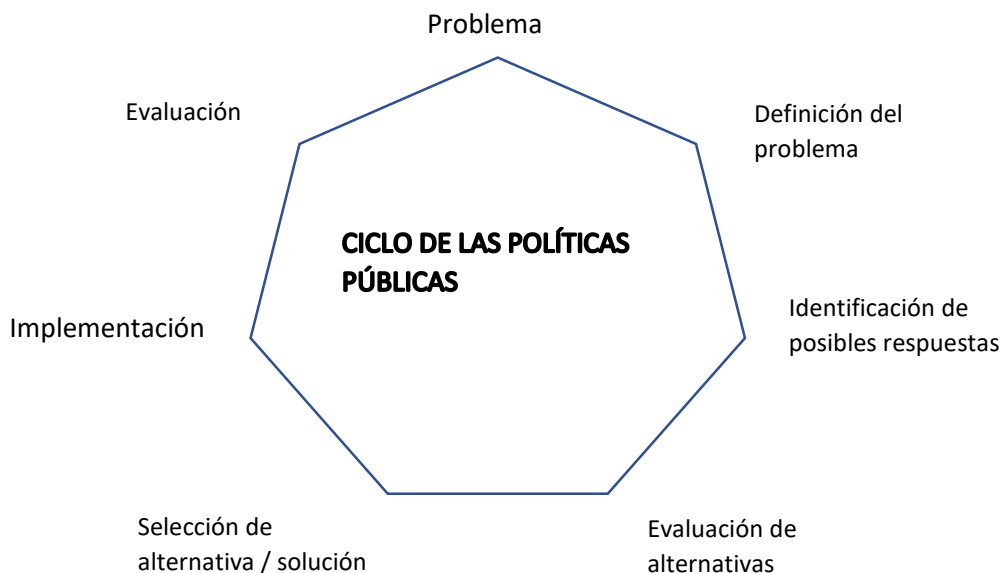 Problema
Definición del
problema
Identificación de
posibles respuestas
Evaluación de
alternativas
Selección de
alternativa / solución
Implementación
Evaluación
CICLO DE LAS POLÍTICAS
PÚBLICAS